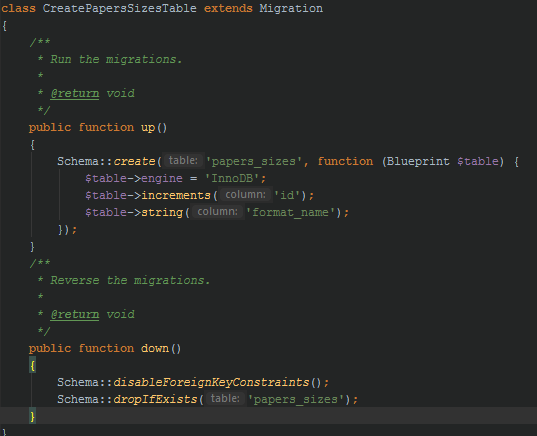 class CreatePapersSizesTable extends Migration
{
    /**
     * Run the migrations.
     *
     * @return void
     */
    public function up()
    {
        Schema::create( table: 'papers_sizes', function (Blueprint $table) {
            $table->engine = 'InnoDB';
            $table->increments( column: 'id');
            $table->string( column: 'format_name');
        });
    }
    /**
     * Reverse the migrations.
     *
     * @return void
     */
    public function down()
    {
        Schema::disableForeignKeyConstraints();
        Schema::dropIfExists( table: 'papers_sizes');
    }
}